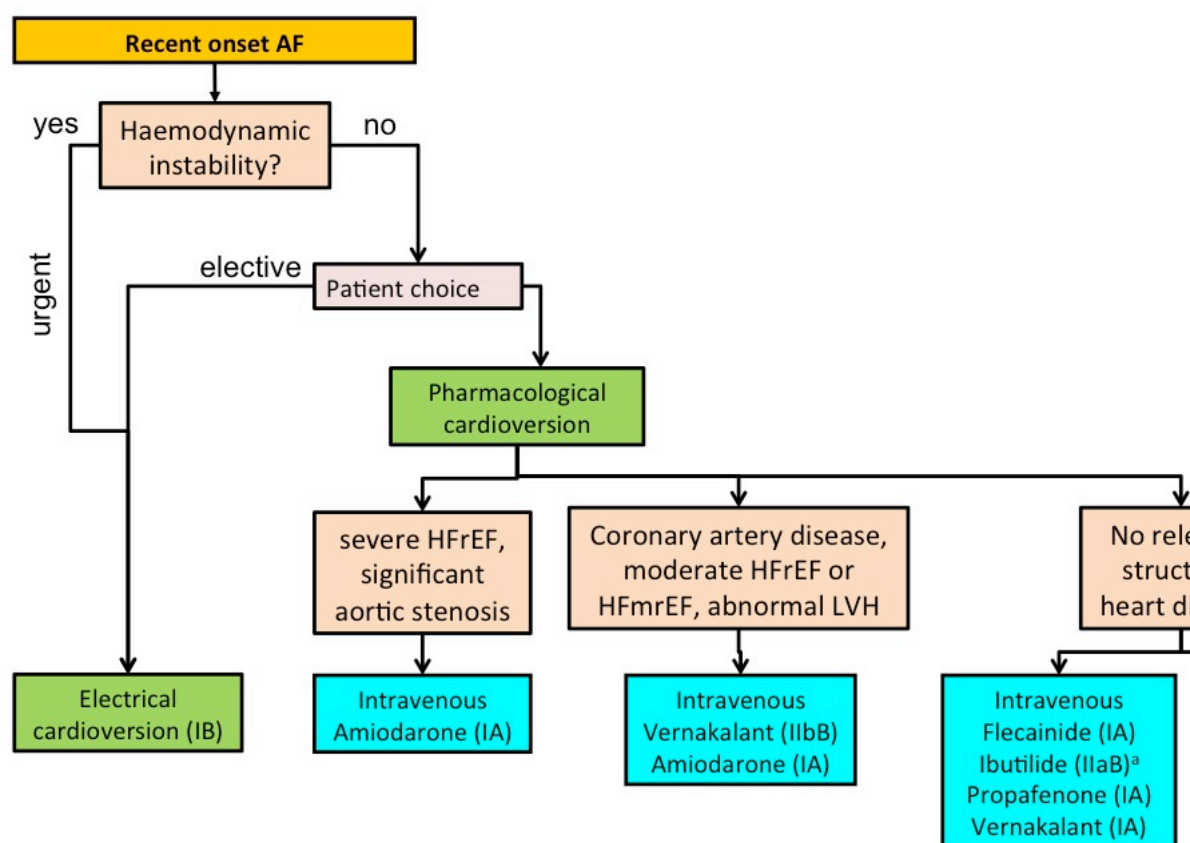 Recent onset AF
yes
Haemodynamic
instability?
no
urgent
elective
Patient choice
Pharmacological
cardioversion
severe HFrEF,
significant
aortic stenosis
Coronary artery disease,
moderate HFrEF or
HFmrEF, abnormal LVH
No
heart
Electrical
cardioversion (IB)
Intravenous
Amiodarone (IA)
Intravenous
Vernakalant (IIbB)
Amiodarone (IA)
Intravenous
Flecainide (IA)
Ibutilide (IIaB)ᵃ
Propafenone (IA)
Vernakalant (IA)